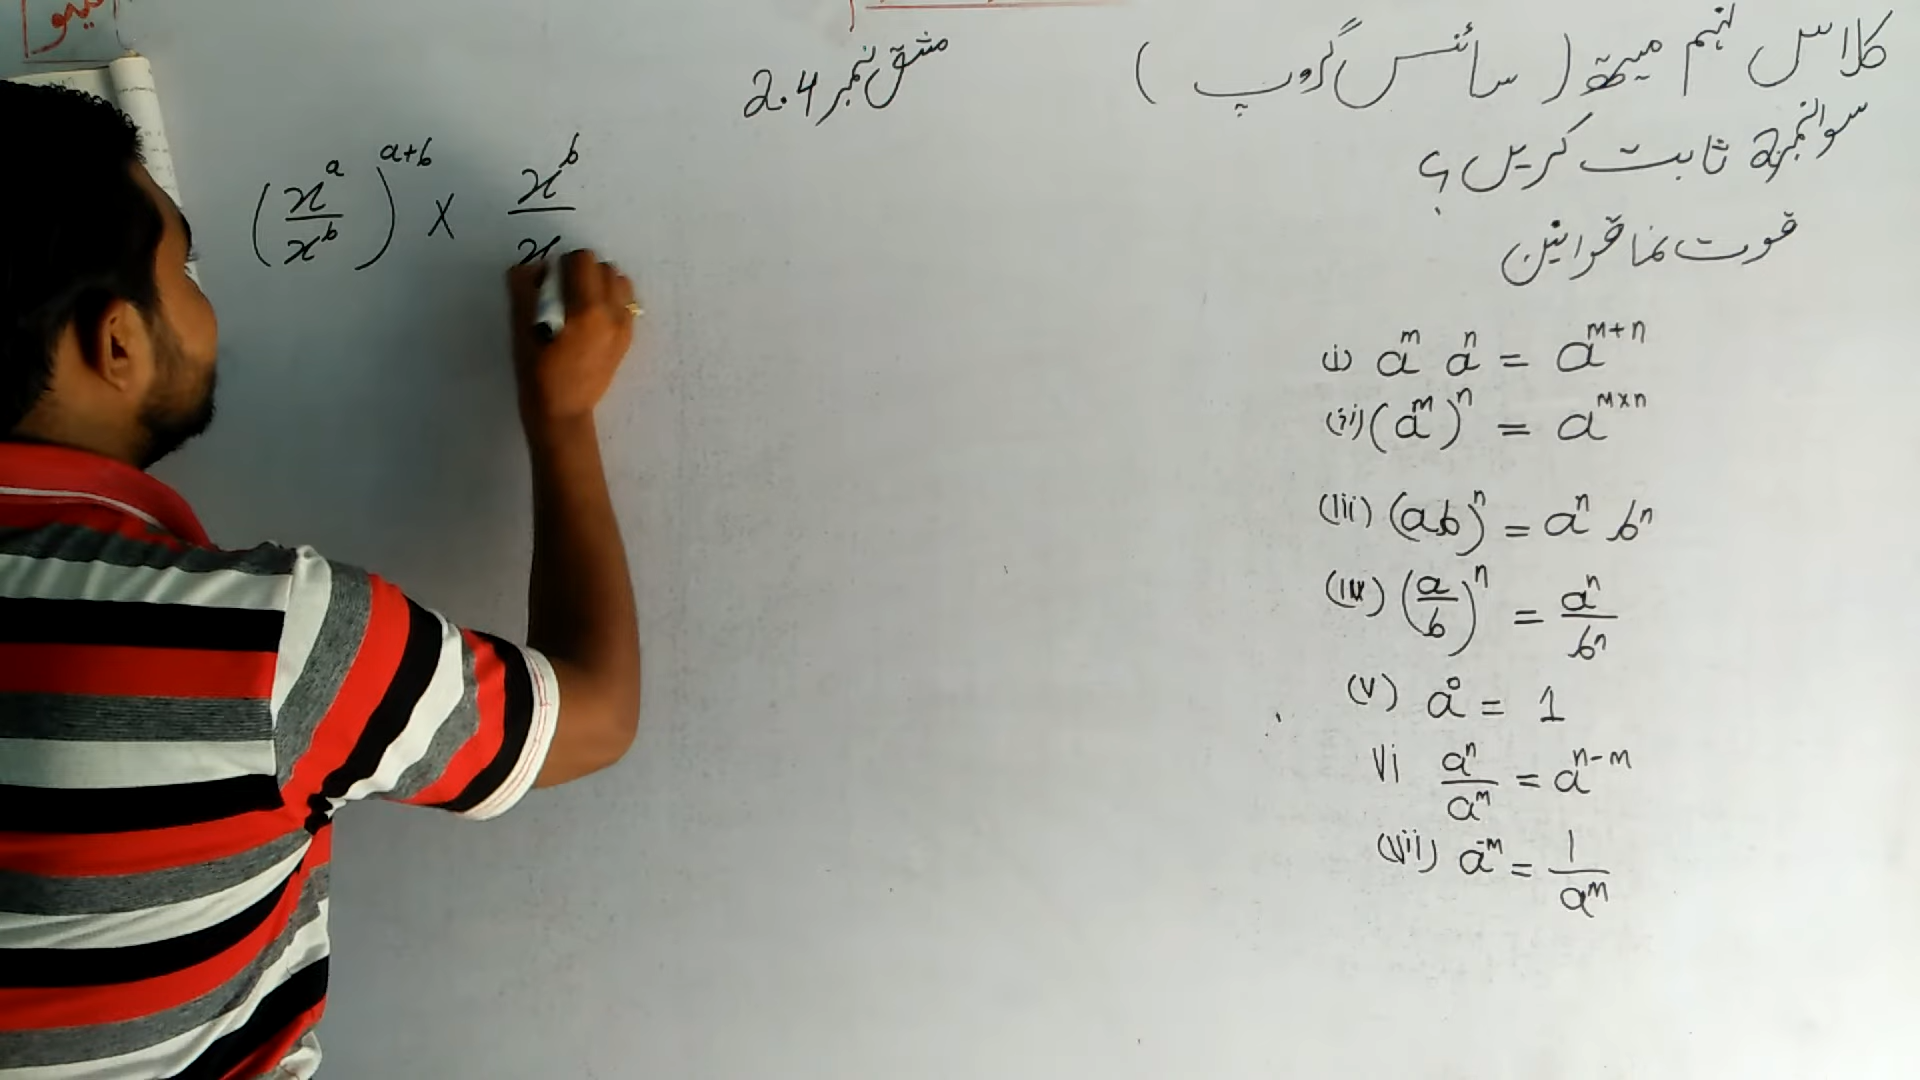 کلاس نہم میتھ (سائنس گروپ)
مشق نمبر 2.4
سوال نمبر 2 ثابت کریں؟
قوت نما قوانین
(x^a/x^b)^(a+b) × x^b/x
(i) a^m a^n = a^(m+n)
(ii) (a^m)^n = a^(m×n)
(iii) (ab)^n = a^n b^n
(iv) (a/b)^n = a^n/b^n
(v) a^0 = 1
Vi a^n/a^m = a^(n-m)
(Vii) a^-m = 1/a^m